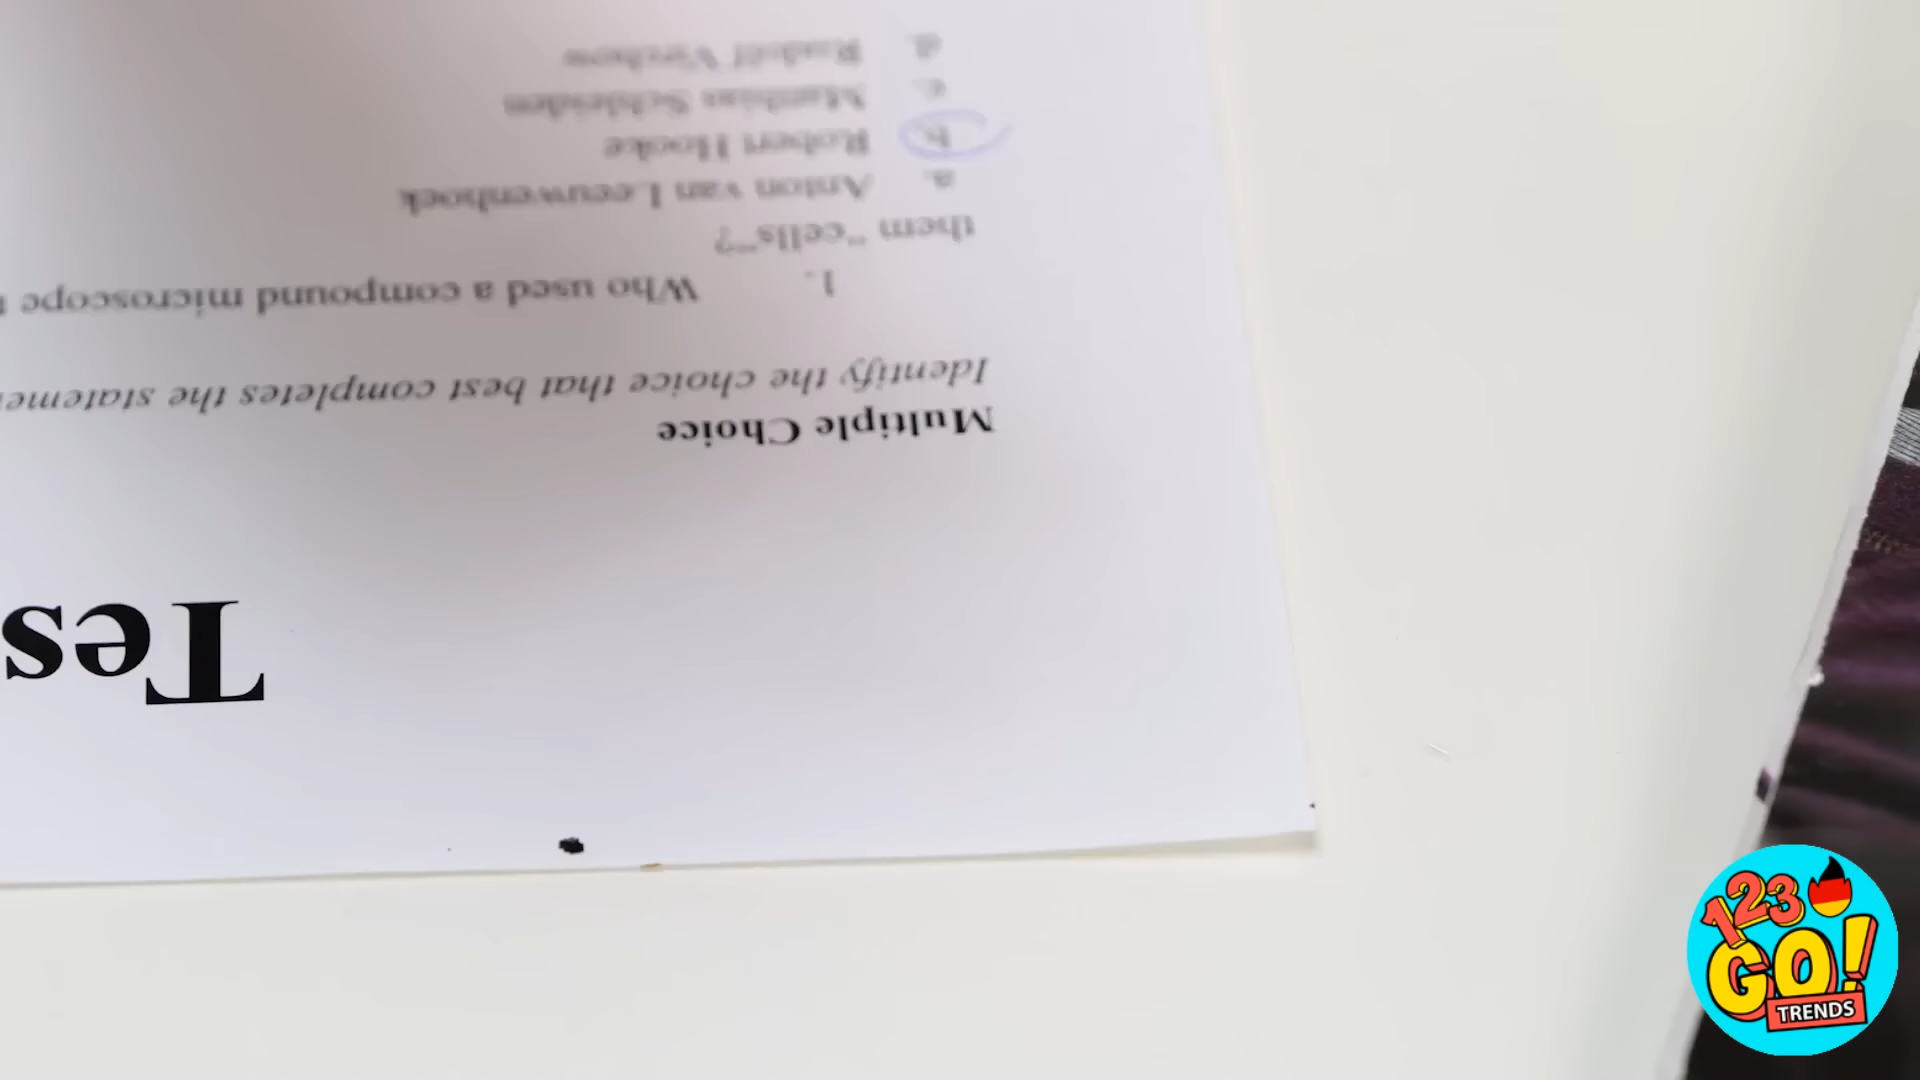 Tes
Multiple Choice
Identify the choice that best completes the stateme
1. Who used a compound microscope
them "cells"?
a. Anton van Leeuwenhoek
b. Robert Hooke
c. Matthias Schleiden
d. Rudolf Virchow
123
GO!
TRENDS